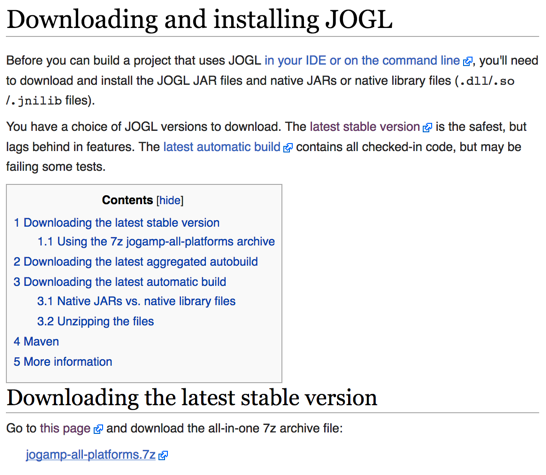 Downloading and installing JOGL
Before you can build a project that uses JOGL in your IDE or on the command line, you'll need
to download and install the JOGL JAR files and native JARs or native library files (.dll/.so
/.jnilib files).
You have a choice of JOGL versions to download. The latest stable version is the safest, but
lags behind in features. The latest automatic build contains all checked-in code, but may be
failing some tests.
Contents [hide]
1 Downloading the latest stable version
1.1 Using the 7z jogamp-all-platforms archive
2 Downloading the latest aggregated autobuild
3 Downloading the latest automatic build
3.1 Native JARs vs. native library files
3.2 Unzipping the files
4 Maven
5 More information
Downloading the latest stable version
Go to this page and download the all-in-one 7z archive file:
jogamp-all-platforms.7z